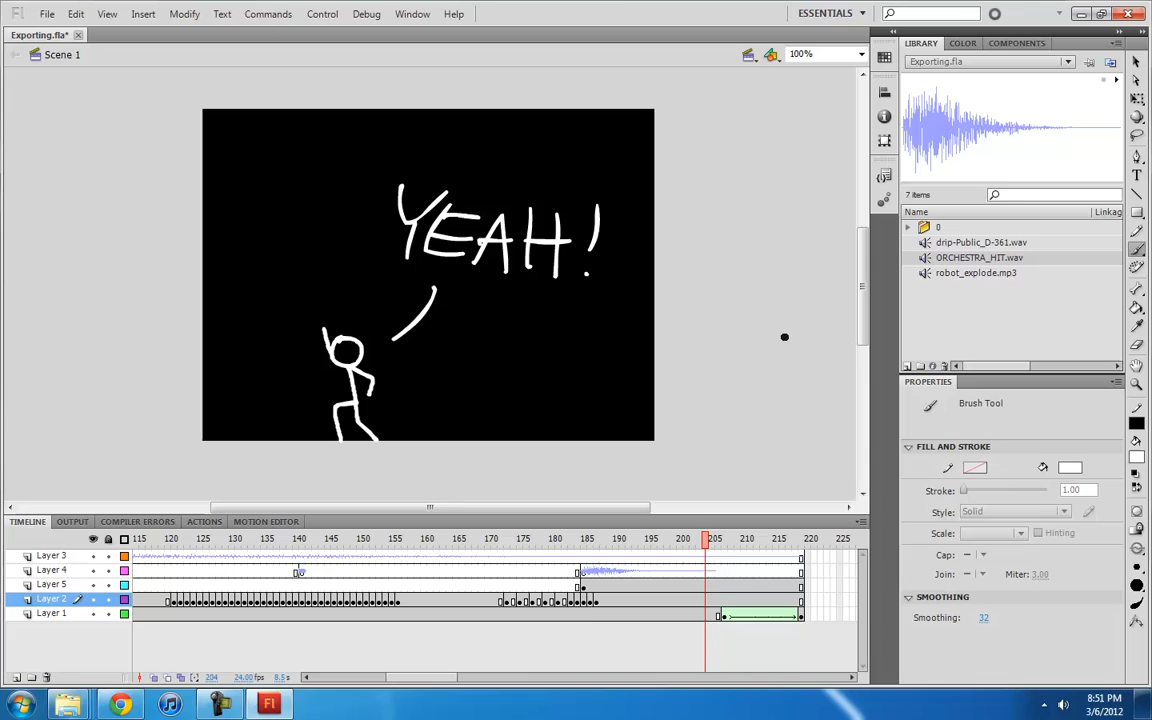 Fl File Edit View Insert Modify Text Commands Control Debug Window Help ESSENTIALS
Exporting.fla*
Scene 1 100%
YEAH!
LIBRARY COLOR COMPONENTS
Exporting.fla
7 items
Name Linkag
0
drip-Public_D-361.wav
ORCHESTRA_HIT.wav
robot_explode.mp3
PROPERTIES
Brush Tool
FILL AND STROKE
Stroke: 1.00
Style: Solid
Scale: Hinting
Cap:
Join: Miter: 3.00
SMOOTHING
Smoothing: 32
TIMELINE OUTPUT COMPILER ERRORS ACTIONS MOTION EDITOR
115 120 125 130 135 140 145 150 155 160 165 170 175 180 185 190 195 200 205 210 215 220 225
Layer 3
Layer 4
Layer 5
Layer 2
Layer 1
204 24.00fps 8.5s
Fl
8:51 PM
3/6/2012